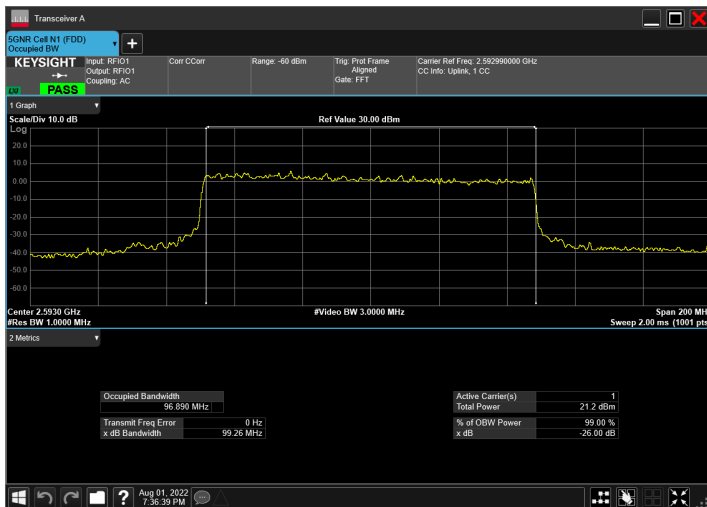 Transceiver A
5GNR Cell N1 (FDD)
Occupied BW
KEYSIGHT
LXI
PASS
Input: RFIO1
Output: RFIO1
Coupling: AC
Corr CCorr
Range: -60 dBm
Trig: Prot Frame
Aligned
Gate: FFT
Carrier Ref Freq: 2.592990000 GHz
CC Info: Uplink, 1 CC
1 Graph
Scale/Div 10.0 dB
Ref Value 30.00 dBm
Log
20.0
10.0
0.00
-10.0
-20.0
-30.0
-40.0
-50.0
-60.0
Center 2.5930 GHz
#Video BW 3.0000 MHz
Span 200 MH
#Res BW 1.0000 MHz
Sweep 2.00 ms (1001 pts
2 Metrics
Occupied Bandwidth
96.890 MHz
Transmit Freq Error 0 Hz
x dB Bandwidth 99.26 MHz
Active Carrier(s) 1
Total Power 21.2 dBm
% of OBW Power 99.00 %
x dB -26.00 dB
?
Aug 01, 2022
7:36:39 PM